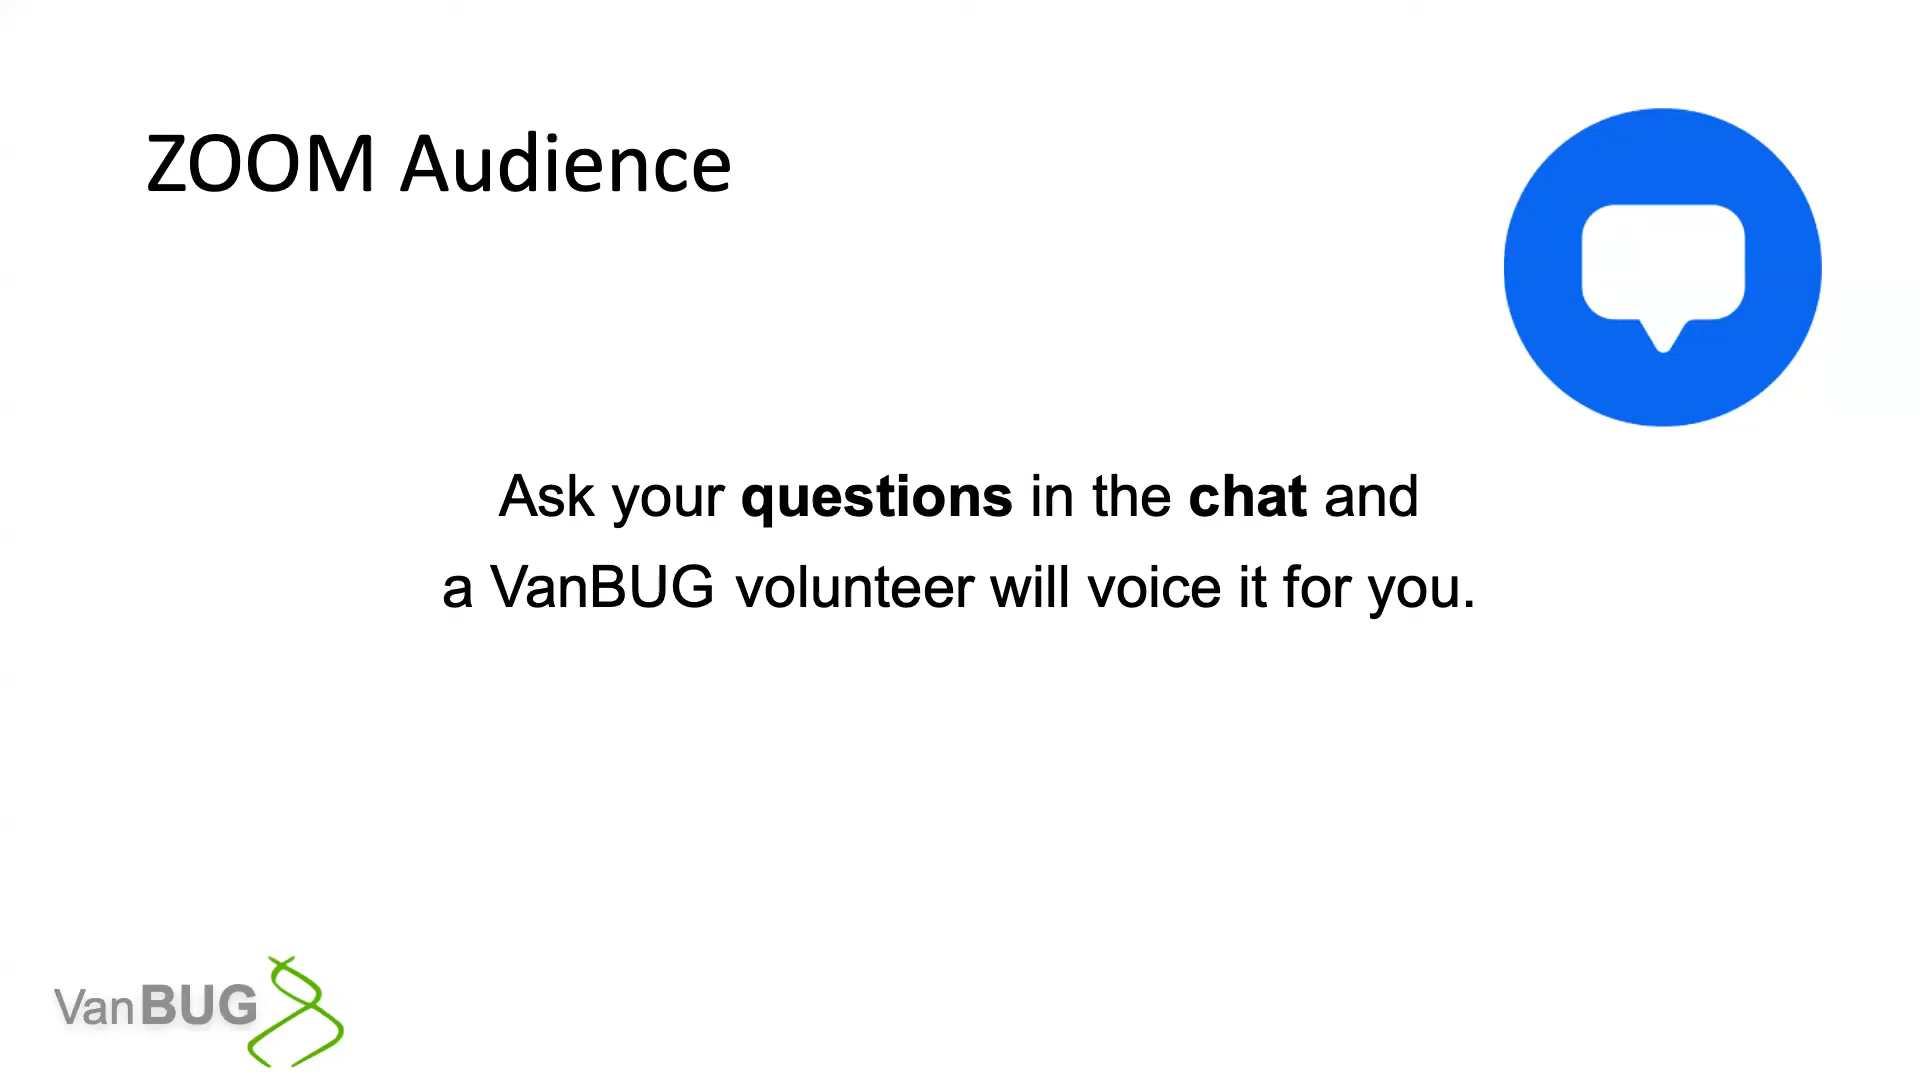 ZOOM Audience
Ask your questions in the chat and
a VanBUG volunteer will voice it for you.
VanBUG